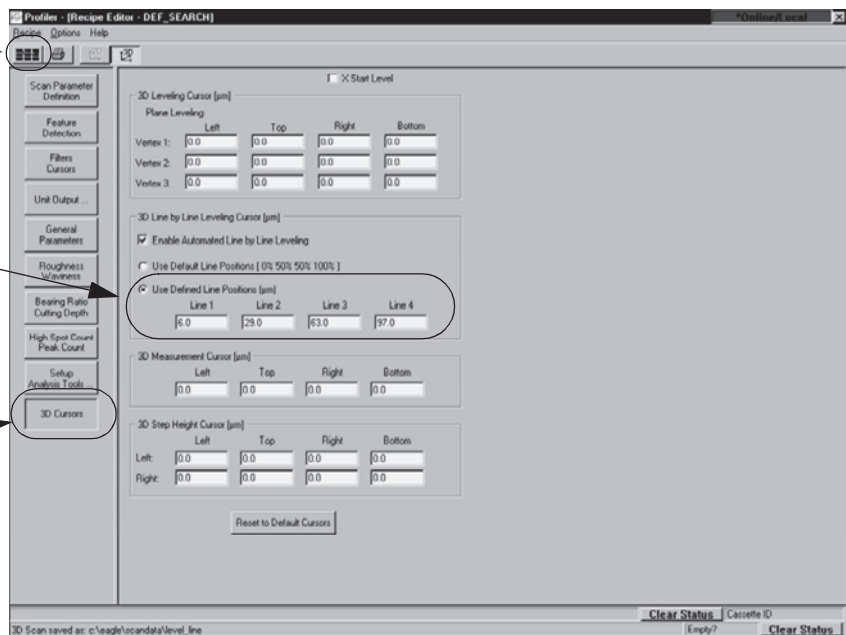 Profiler - [Recipe Editor - DEF_SEARCH]
*Online/Local
Recipe Options Help
3D
Scan Parameter
Definition
Feature
Detection
Filters
Cursors
Unit Output ...
General
Parameters
Roughness
Waviness
Bearing Ratio
Cutting Depth
High Spot Count
Peak Count
Setup
Analysis Tools ...
3D Cursors
X Start Level
3D Leveling Cursor [µm]
Plane Leveling:
Left Top Right Bottom
Vertex 1: 0.0 0.0 0.0 0.0
Vertex 2: 0.0 0.0 0.0 0.0
Vertex 3: 0.0 0.0 0.0 0.0
3D Line by Line Leveling Cursor [µm]
Enable Automated Line by Line Leveling
Use Default Line Positions [ 0% 50% 50% 100% ]
Use Defined Line Positions (µm)
Line 1 Line 2 Line 3 Line 4
6.0 29.0 63.0 97.0
3D Measurement Cursor [µm]
Left Top Right Bottom
0.0 0.0 0.0 0.0
3D Step Height Cursor [µm]
Left Top Right Bottom
Left: 0.0 0.0 0.0 0.0
Right: 0.0 0.0 0.0 0.0
Reset to Default Cursors
Clear Status Cassette ID
3D Scan saved as: c:\eagle\scandata\level_line
Empty? Clear Status